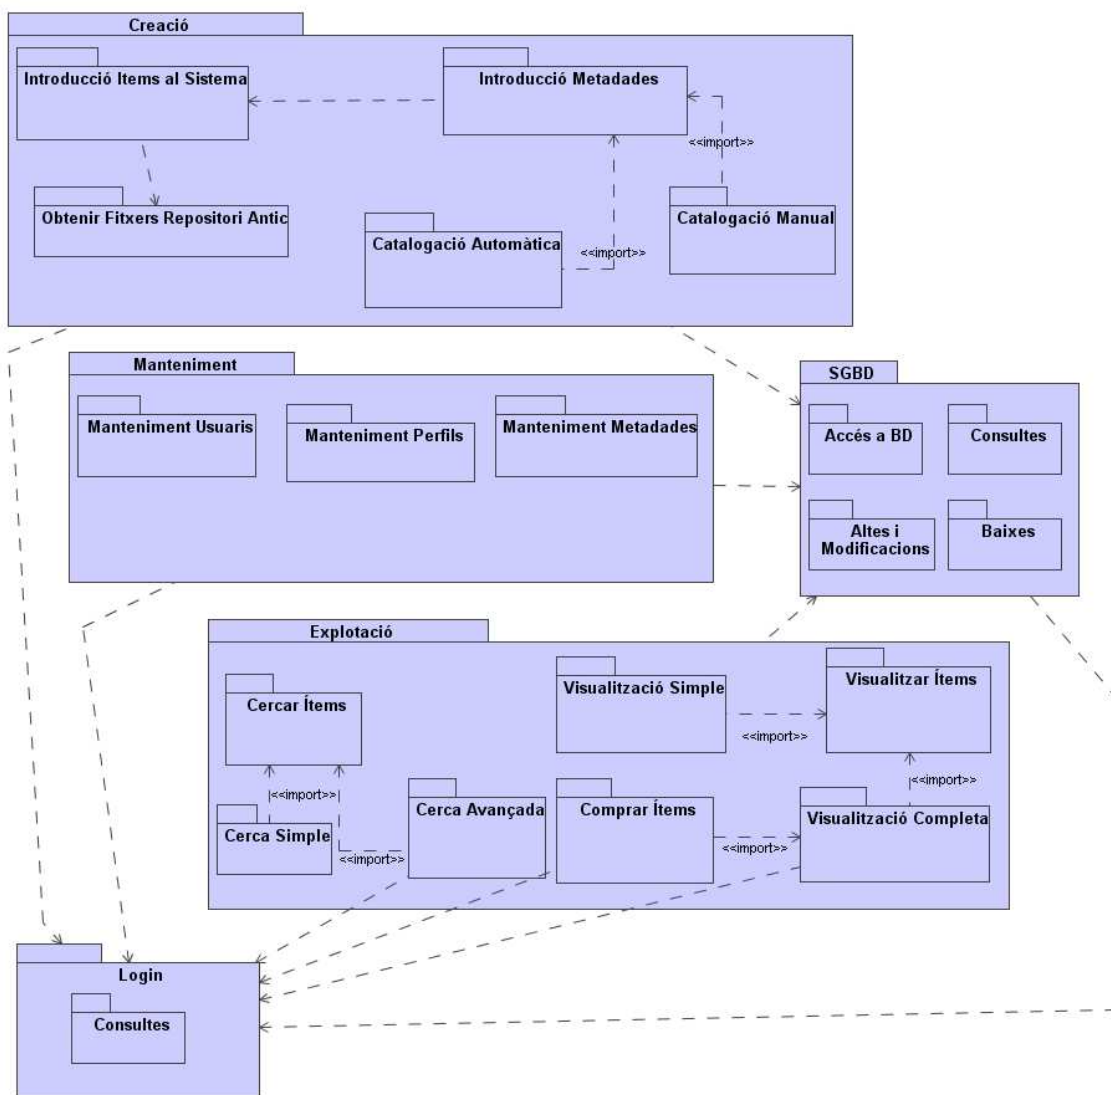 Creació
Introducció Items al Sistema
Introducció Metadades
<<import>>
Obtenir Fitxers Repositori Antic
Catalogació Automàtica
<<import>>
Catalogació Manual
Manteniment
Manteniment Usuaris
Manteniment Perfils
Manteniment Metadades
SGBD
Accés a BD
Consultes
Altes i
Modificacions
Baixes
Explotació
Cercar Ítems
Visualització Simple
Visualitzar Ítems
<<import>>
<<import>>
<<import>>
Cerca Simple
Cerca Avançada
Comprar Ítems
Visualització Completa
<<import>>
<<import>>
Login
Consultes